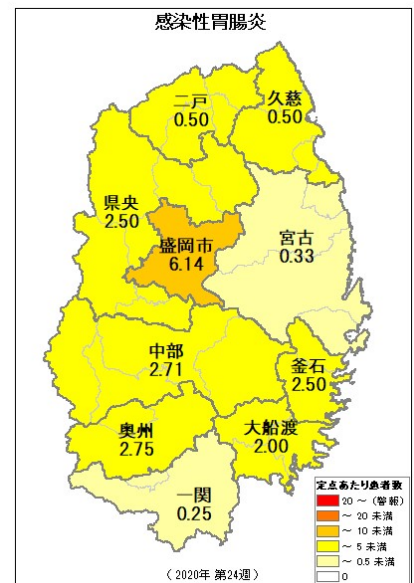 感染性胃腸炎
二戸
0.50
久慈
0.50
県央
2.50
盛岡市
6.14
宮古
0.33
中部
2.71
釜石
2.50
奥州
2.75
大船渡
2.00
一関
0.25
定点あたり患者数
20 ～ (警報)
～ 20 未満
～ 10 未満
～ 5 未満
～ 0.5 未満
0
（2020年 第24週）